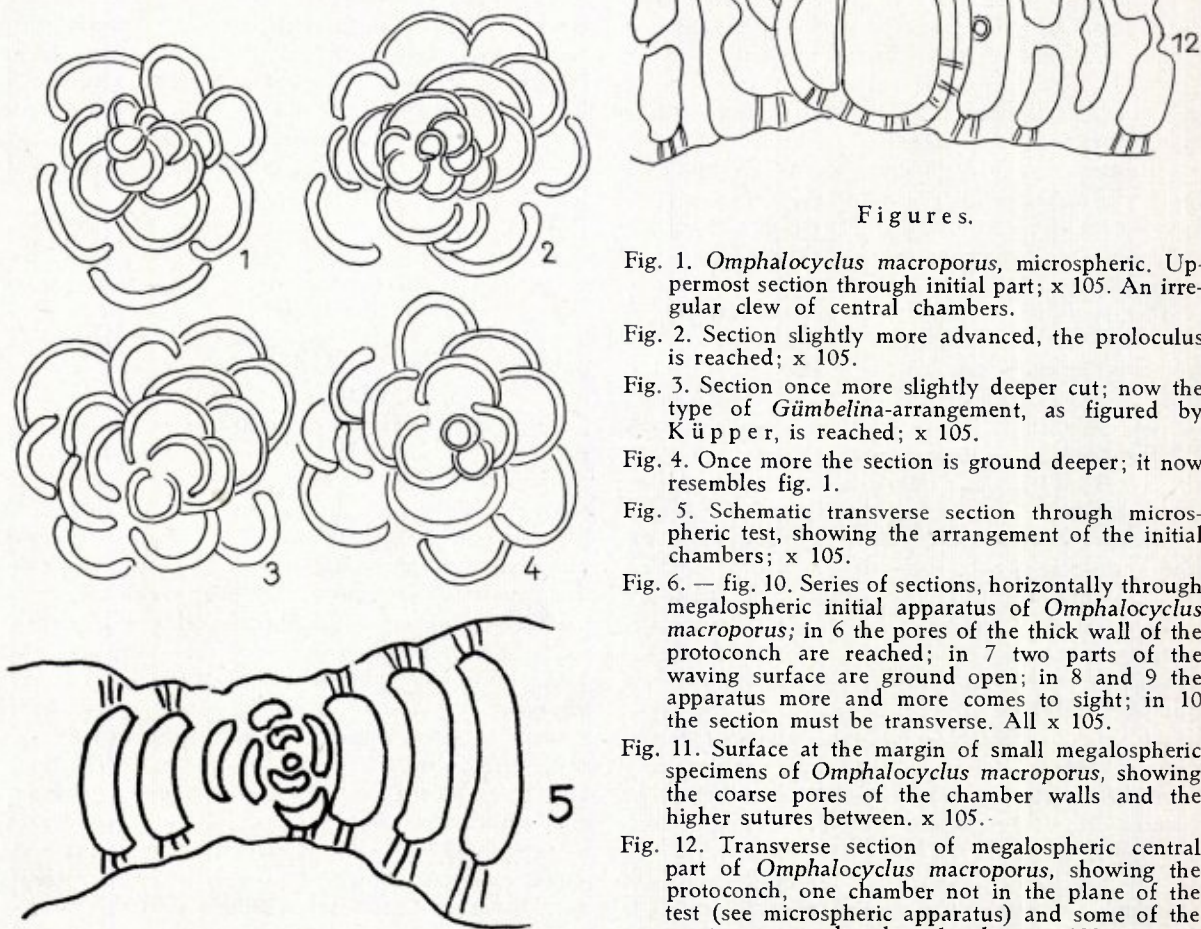 1
2
3
4
5
12
Figures.
Fig. 1. Omphalocyclus macroporus, microspheric. Up-
permost section through initial part; x 105. An irre-
gular clew of central chambers.
Fig. 2. Section slightly more advanced, the proloculus
is reached; x 105.
Fig. 3. Section once more slightly deeper cut; now the
type of Gümbelina-arrangement, as figured by
Küpper, is reached; x 105.
Fig. 4. Once more the section is ground deeper; it now
resembles fig. 1.
Fig. 5. Schematic transverse section through micros-
pheric test, showing the arrangement of the initial
chambers; x 105.
Fig. 6. — fig. 10. Series of sections, horizontally through
megalospheric initial apparatus of Omphalocyclus
macroporus; in 6 the pores of the thick wall of the
protoconch are reached; in 7 two parts of the
waving surface are ground open; in 8 and 9 the
apparatus more and more comes to sight; in 10
the section must be transverse. All x 105.
Fig. 11. Surface at the margin of small megalospheric
specimens of Omphalocyclus macroporus, showing
the coarse pores of the chamber walls and the
higher sutures between. x 105.
Fig. 12. Transverse section of megalospheric central
part of Omphalocyclus macroporus, showing the
protoconch, one chamber not in the plane of the
test (see microspheric apparatus) and some of the